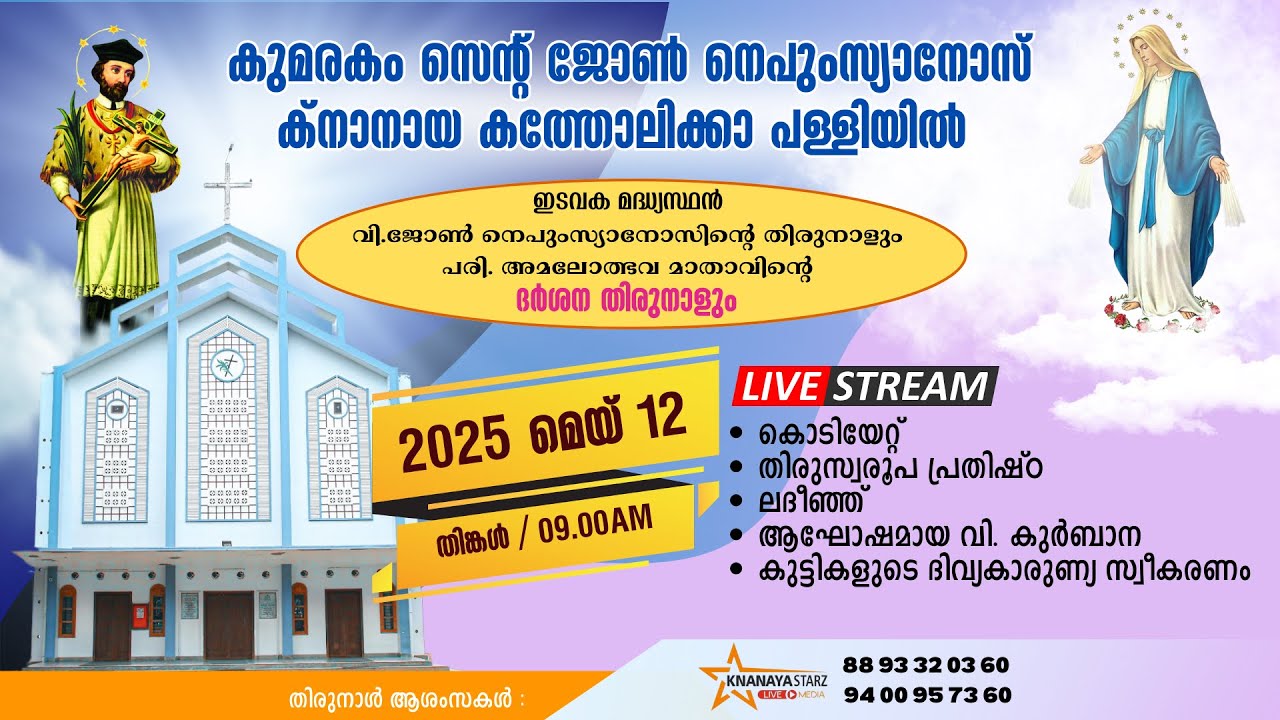 കുമരകം സെന്റ് ജോൺ നെപുംസ്യാനോസ്
ക്നാനായ കത്തോലിക്കാ പള്ളിയിൽ
ഇടവക മദ്ധ്യസ്ഥൻ
വി.ജോൺ നെപുംസ്യാനോസിന്റെ തിരുനാളും
പരി. അമലോത്ഭവ മാതാവിന്റെ
ദർശന തിരുനാളും
2025 മെയ് 12
തിങ്കൾ / 09.00AM
LIVE STREAM
• കൊടിയേറ്റ്
• തിരുസ്വരൂപ പ്രതിഷ്ഠ
• ലദീഞ്ഞ്
• ആഘോഷമായ വി. കുർബാന
• കുട്ടികളുടെ ദിവ്യകാരുണ്യ സ്വീകരണം
തിരുനാൾ ആശംസകൾ :
KNANAYA STARZ
LIVE MEDIA
88 93 32 03 60
94 00 95 73 60